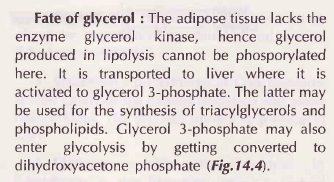 Fate of glycerol : The adipose tissue lacks the
enzyme glycerol kinase, hence glycerol
produced in lipolysis cannot be phosporylated
here. It is transported to liver where it is
activated to glycerol 3-phosphate. The latter may
be used for the synthesis of triacylglycerols and
phospholipids. Glycerol 3-phosphate may also
enter glycolysis by getting converted to
dihydroxyacetone phosphate (Fig.14.4).